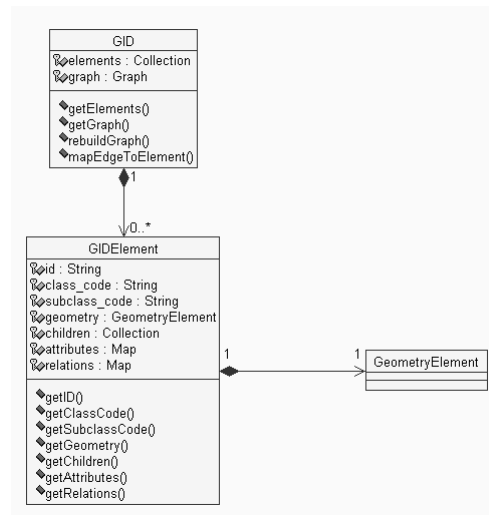 GID
elements : Collection
graph : Graph
getElements()
getGraph()
rebuildGraph()
mapEdgeToElement()
1
0..*
GIDElement
id : String
class_code : String
subclass_code : String
geometry : GeometryElement
children : Collection
attributes : Map
relations : Map
getID()
getClassCode()
getSubclassCode()
getGeometry()
getChildren()
getAttributes()
getRelations()
1
1
GeometryElement